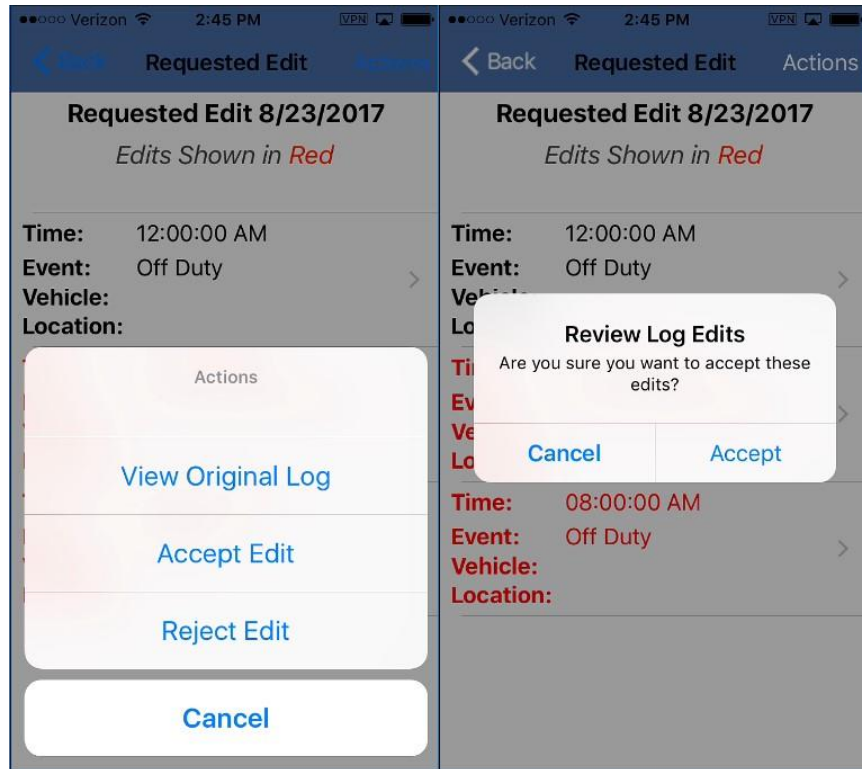 Verizon 2:45 PM VPN
Back Requested Edit Actions
Requested Edit 8/23/2017
Edits Shown in Red
Time: 12:00:00 AM
Event: Off Duty
Vehicle:
Location:
Actions
View Original Log
Accept Edit
Reject Edit
Cancel
Verizon 2:45 PM VPN
Back Requested Edit Actions
Requested Edit 8/23/2017
Edits Shown in Red
Time: 12:00:00 AM
Event: Off Duty
Review Log Edits
Are you sure you want to accept these
edits?
Cancel Accept
Time: 08:00:00 AM
Event: Off Duty
Vehicle:
Location: